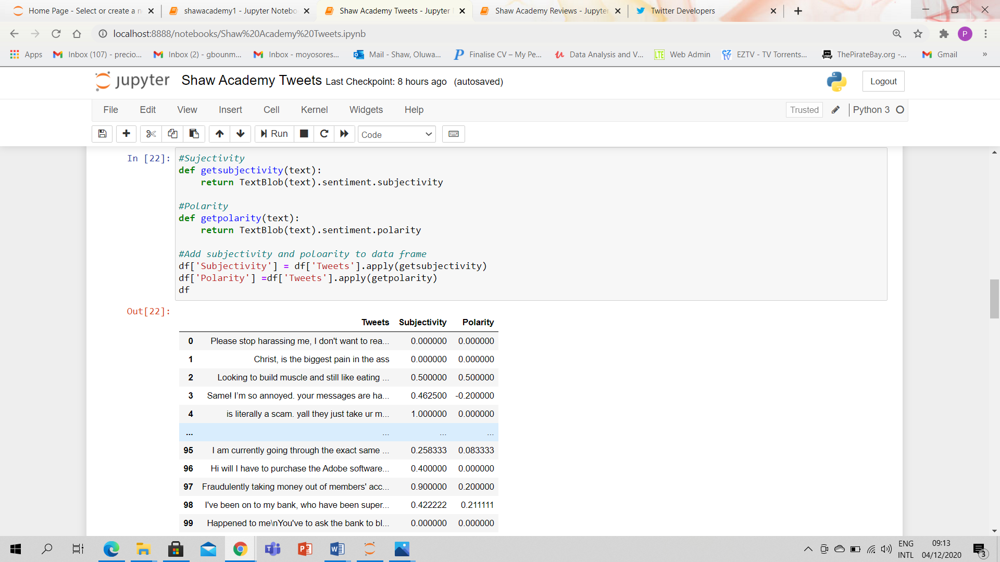 Home Page - Select or create a n
shawacademy1 - Jupyter Notebo
Shaw Academy Tweets - Jupyter
Shaw Academy Reviews - Jupyter
Twitter Developers
localhost:8888/notebooks/Shaw%20Academy%20Tweets.ipynb
P
Apps
Inbox (107) - precio...
Inbox (2) - gbounm...
Inbox - moyosores...
Mail - Shaw, Oluwa...
Finalise CV – My Pe...
Data Analysis and V...
LTE
Web Admin
EZTV - TV Torrents...
ThePirateBay.org -...
Gmail
»
jupyter Shaw Academy Tweets Last Checkpoint: 8 hours ago (autosaved)
Logout
File Edit View Insert Cell Kernel Widgets Help
Trusted
Python 3
Run
Code
In [22]:
#Sujectivity
def getsubjectivity(text):
    return TextBlob(text).sentiment.subjectivity
#Polarity
def getpolarity(text):
    return TextBlob(text).sentiment.polarity
#Add subjectivity and poloarity to data frame
df['Subjectivity'] = df['Tweets'].apply(getsubjectivity)
df['Polarity'] =df['Tweets'].apply(getpolarity)
df
Out[22]:
Tweets Subjectivity Polarity
0 Please stop harassing me, I don't want to rea... 0.000000 0.000000
1 Christ, is the biggest pain in the ass 0.000000 0.000000
2 Looking to build muscle and still like eating ... 0.500000 0.500000
3 Same! I’m so annoyed. your messages are ha... 0.462500 -0.200000
4 is literally a scam. yall they just take ur m... 1.000000 0.000000
... ... ... ...
95 I am currently going through the exact same ... 0.258333 0.083333
96 Hi will I have to purchase the Adobe software... 0.400000 0.000000
97 Fraudulently taking money out of members' acc... 0.900000 0.200000
98 I've been on to my bank, who have been super... 0.422222 0.211111
99 Happened to me\nYou've to ask the bank to bl... 0.000000 0.000000
ENG
INTL
09:13
04/12/2020
3